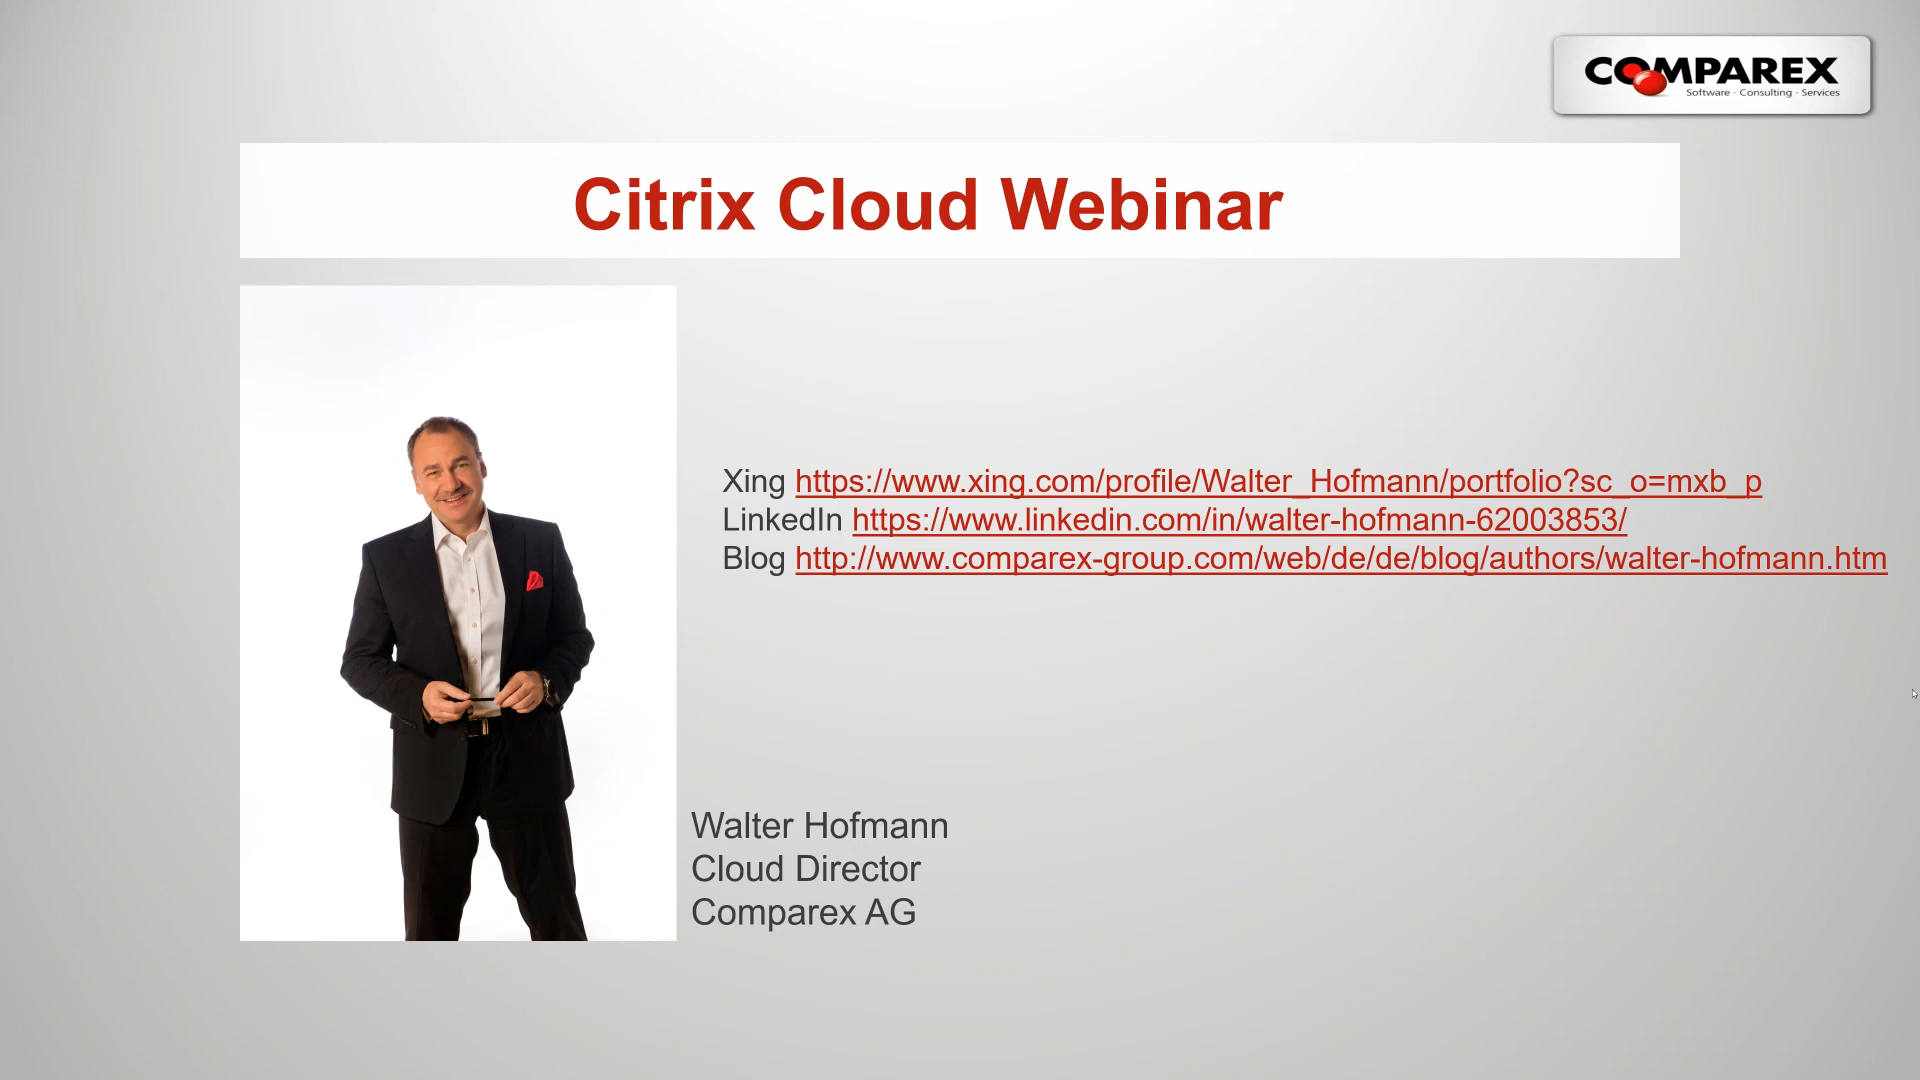 COMPAREX
Software · Consulting · Services
Citrix Cloud Webinar
Xing https://www.xing.com/profile/Walter_Hofmann/portfolio?sc_o=mxb_p
LinkedIn https://www.linkedin.com/in/walter-hofmann-62003853/
Blog http://www.comparex-group.com/web/de/de/blog/authors/walter-hofmann.htm
Walter Hofmann
Cloud Director
Comparex AG